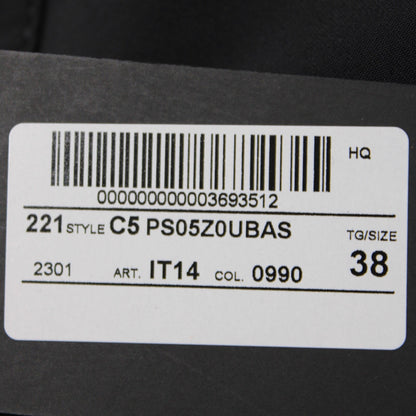 HQ
000000000003693512
221 STYLE C5 PS05Z0UBAS
TG/SIZE
2301 ART. IT14 COL. 0990 38